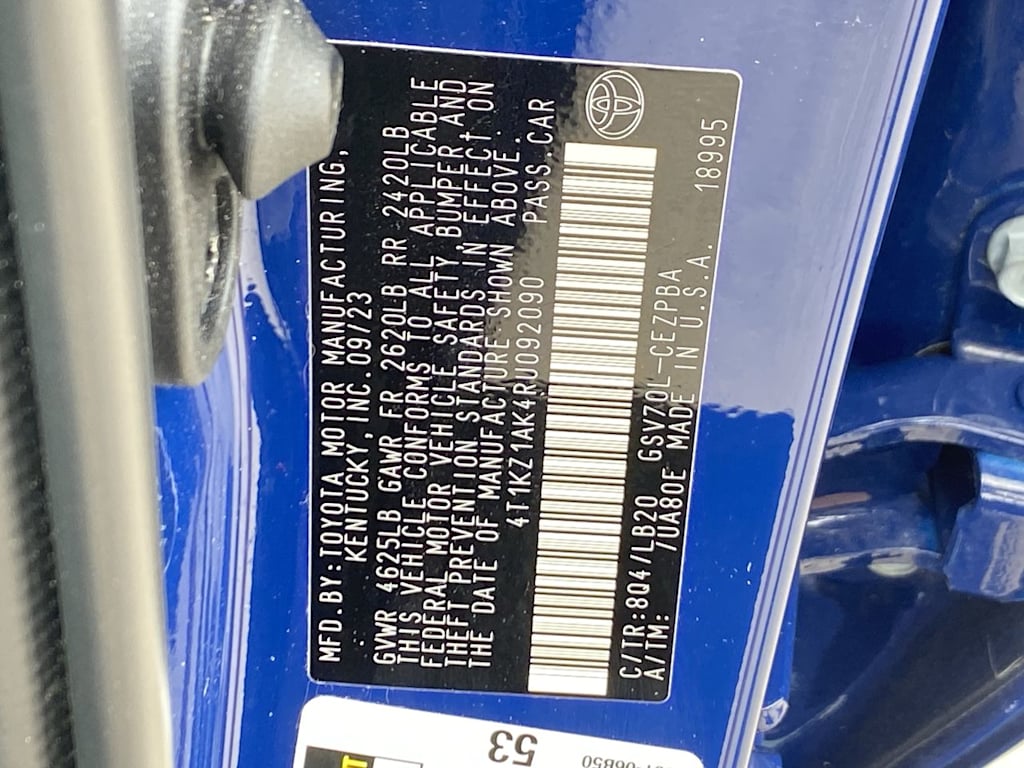 MFD.BY:TOYOTA MOTOR MANUFACTURING,
KENTUCKY,INC.09/23
GVWR 4625LB GAWR FR 2620LB RR 2420LB
THIS VEHICLE CONFORMS TO ALL APPLICABLE
FEDERAL MOTOR VEHICLE SAFETY,BUMPER,AND
THEFT PREVENTION STANDARDS IN EFFECT ON
THE DATE OF MANUFACTURE SHOWN ABOVE.
4T1KZ1AK4RU092090 PASS.CAR
C/TR:8Q4/LB20 GSV70L-CEZPBA
A/TM: /UA80E MADE IN U.S.A. 18995
53